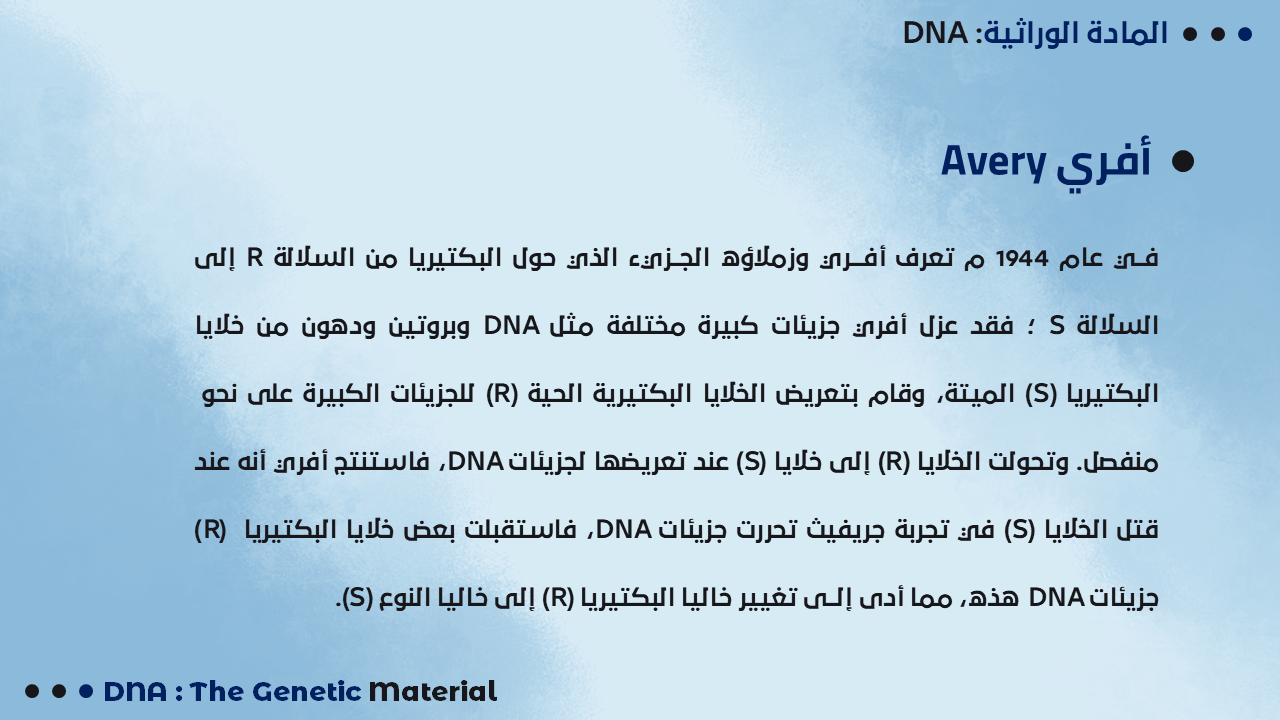 المادة الوراثية: DNA
أفري Avery
فـي عام 1944 م تعرف أفـري وزملاؤه الجـزيء الذي حول البكتيريا من السلالة R إلى
السلالة S ؛ فقد عزل أفري جزيئات كبيرة مختلفة مثل DNA وبروتين ودهون من خلايا
البكتيريا (S) الميتة، وقام بتعريض الخلايا البكتيرية الحية (R) للجزيئات الكبيرة على نحو
منفصل. وتحولت الخلايا (R) إلى خلايا (S) عند تعريضها لجزيئات DNA، فاستنتج أفري أنه عند
قتل الخلايا (S) في تجربة جريفيث تحررت جزيئات DNA، فاستقبلت بعض خلايا البكتيريا (R)
جزيئات DNA هذه، مما أدى إلـى تغيير خاليا البكتيريا (R) إلى خاليا النوع (S).
DNA : The Genetic Material